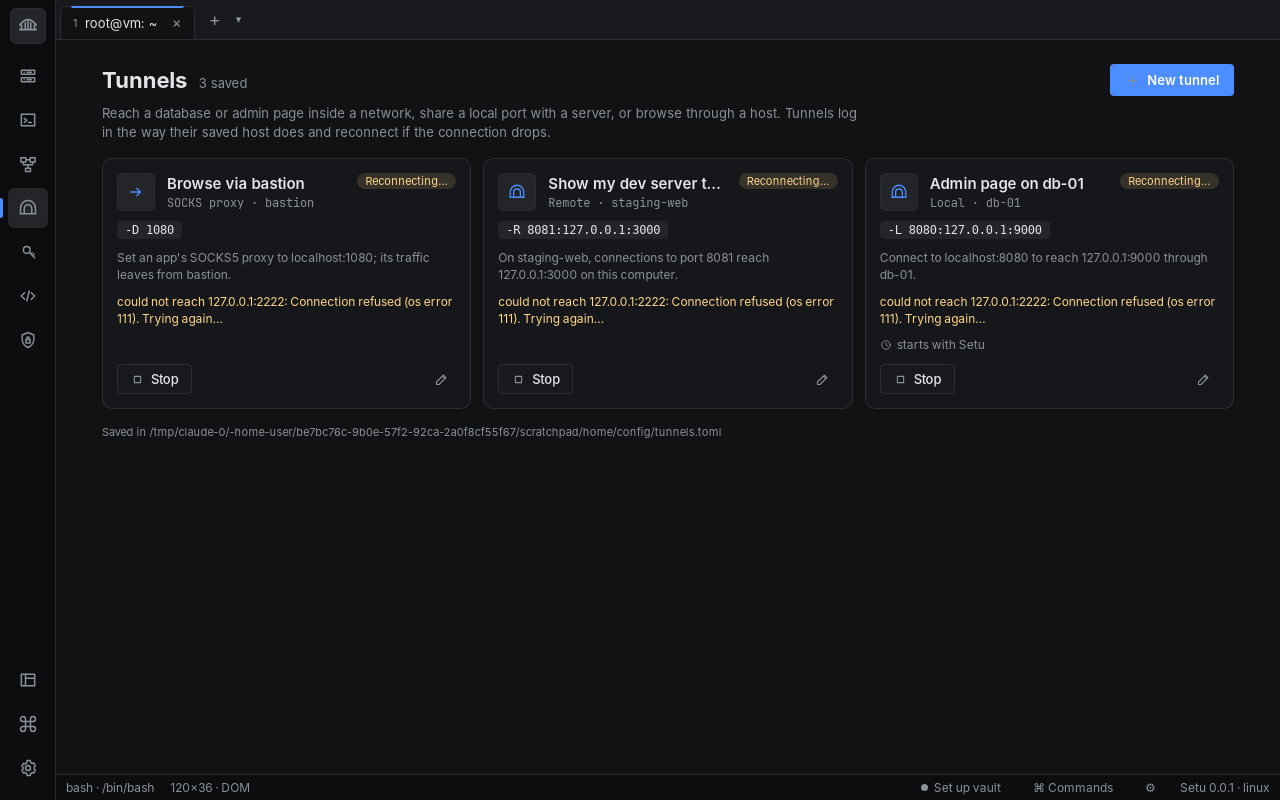 1 root@vm: ~ × + ▾
Tunnels 3 saved
+ New tunnel
Reach a database or admin page inside a network, share a local port with a server, or browse through a host. Tunnels log
in the way their saved host does and reconnect if the connection drops.
Browse via bastion
Reconnecting…
SOCKS proxy · bastion
-D 1080
Set an app's SOCKS5 proxy to localhost:1080; its traffic
leaves from bastion.
could not reach 127.0.0.1:2222: Connection refused (os error
111). Trying again…
Stop
Show my dev server t…
Reconnecting…
Remote · staging-web
-R 8081:127.0.0.1:3000
On staging-web, connections to port 8081 reach
127.0.0.1:3000 on this computer.
could not reach 127.0.0.1:2222: Connection refused (os error
111). Trying again…
Stop
Admin page on db-01
Reconnecting…
Local · db-01
-L 8080:127.0.0.1:9000
Connect to localhost:8080 to reach 127.0.0.1:9000 through
db-01.
could not reach 127.0.0.1:2222: Connection refused (os error
111). Trying again…
starts with Setu
Stop
Saved in /tmp/claude-0/-home-user/be7bc76c-9b0e-57f2-92ca-2a0f8cf55f67/scratchpad/home/config/tunnels.toml
bash · /bin/bash 120×36 · DOM
Set up vault ⌘ Commands ⚙ Setu 0.0.1 · linux